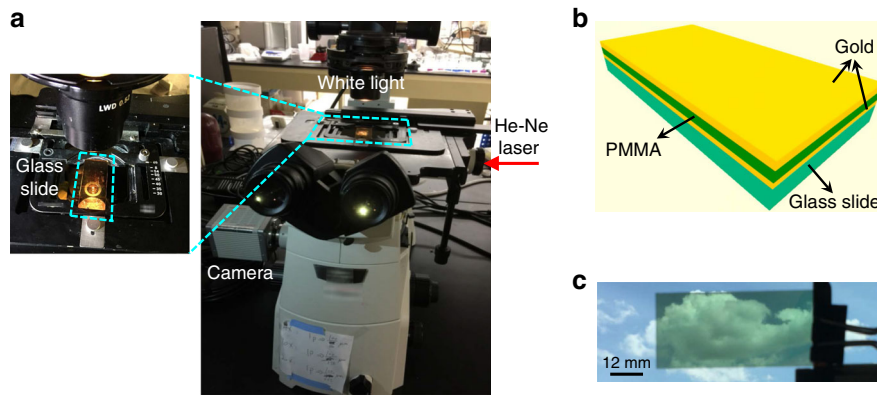 a
White light
LWD 0.52
Glass
slide
He-Ne
laser
Camera
b
Gold
PMMA
Glass slide
c
12 mm